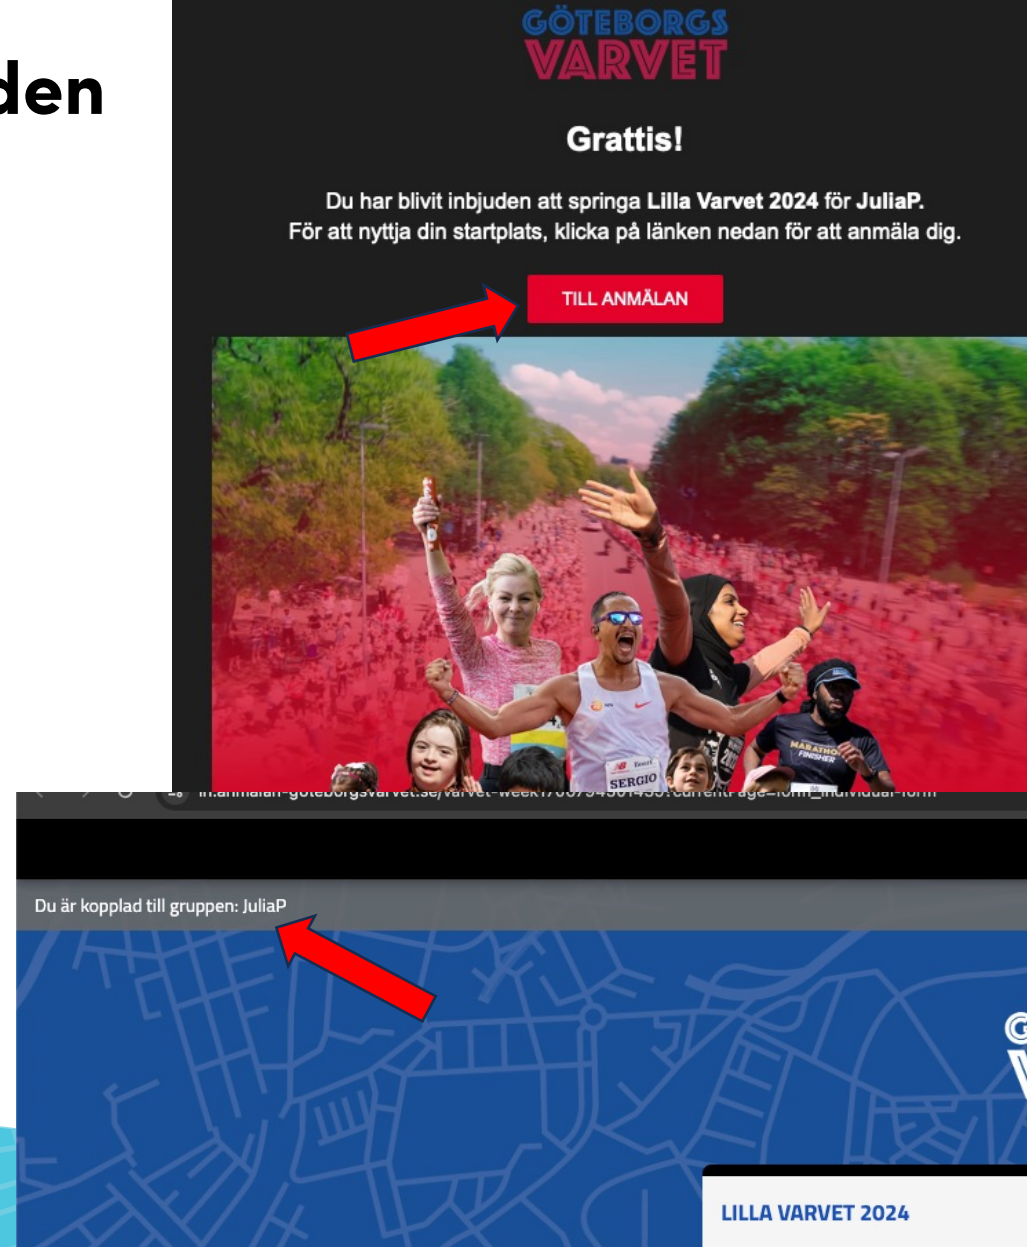 den
GÖTEBORGS
VARVET
Grattis!
Du har blivit inbjuden att springa Lilla Varvet 2024 för JuliaP.
För att nyttja din startplats, klicka på länken nedan för att anmäla dig.
TILL ANMÄLAN
MARATHON
FINISHER
SERGIO
Du är kopplad till gruppen: JuliaP
G
V
LILLA VARVET 2024